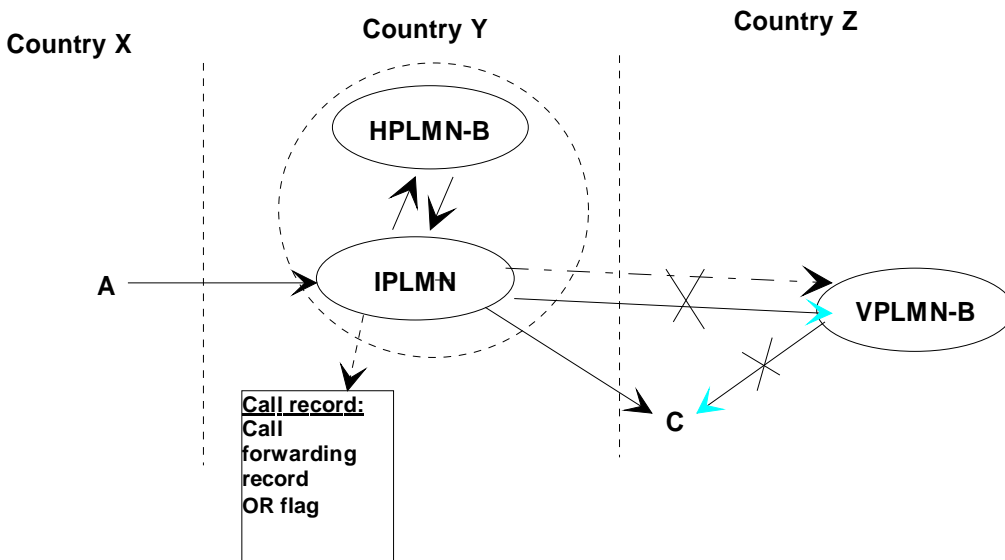 Country X
Country Y
Country Z
HPLMN-B
IPLMN
A
VPLMN-B
C
Call record:
Call
forwarding
record
OR flag